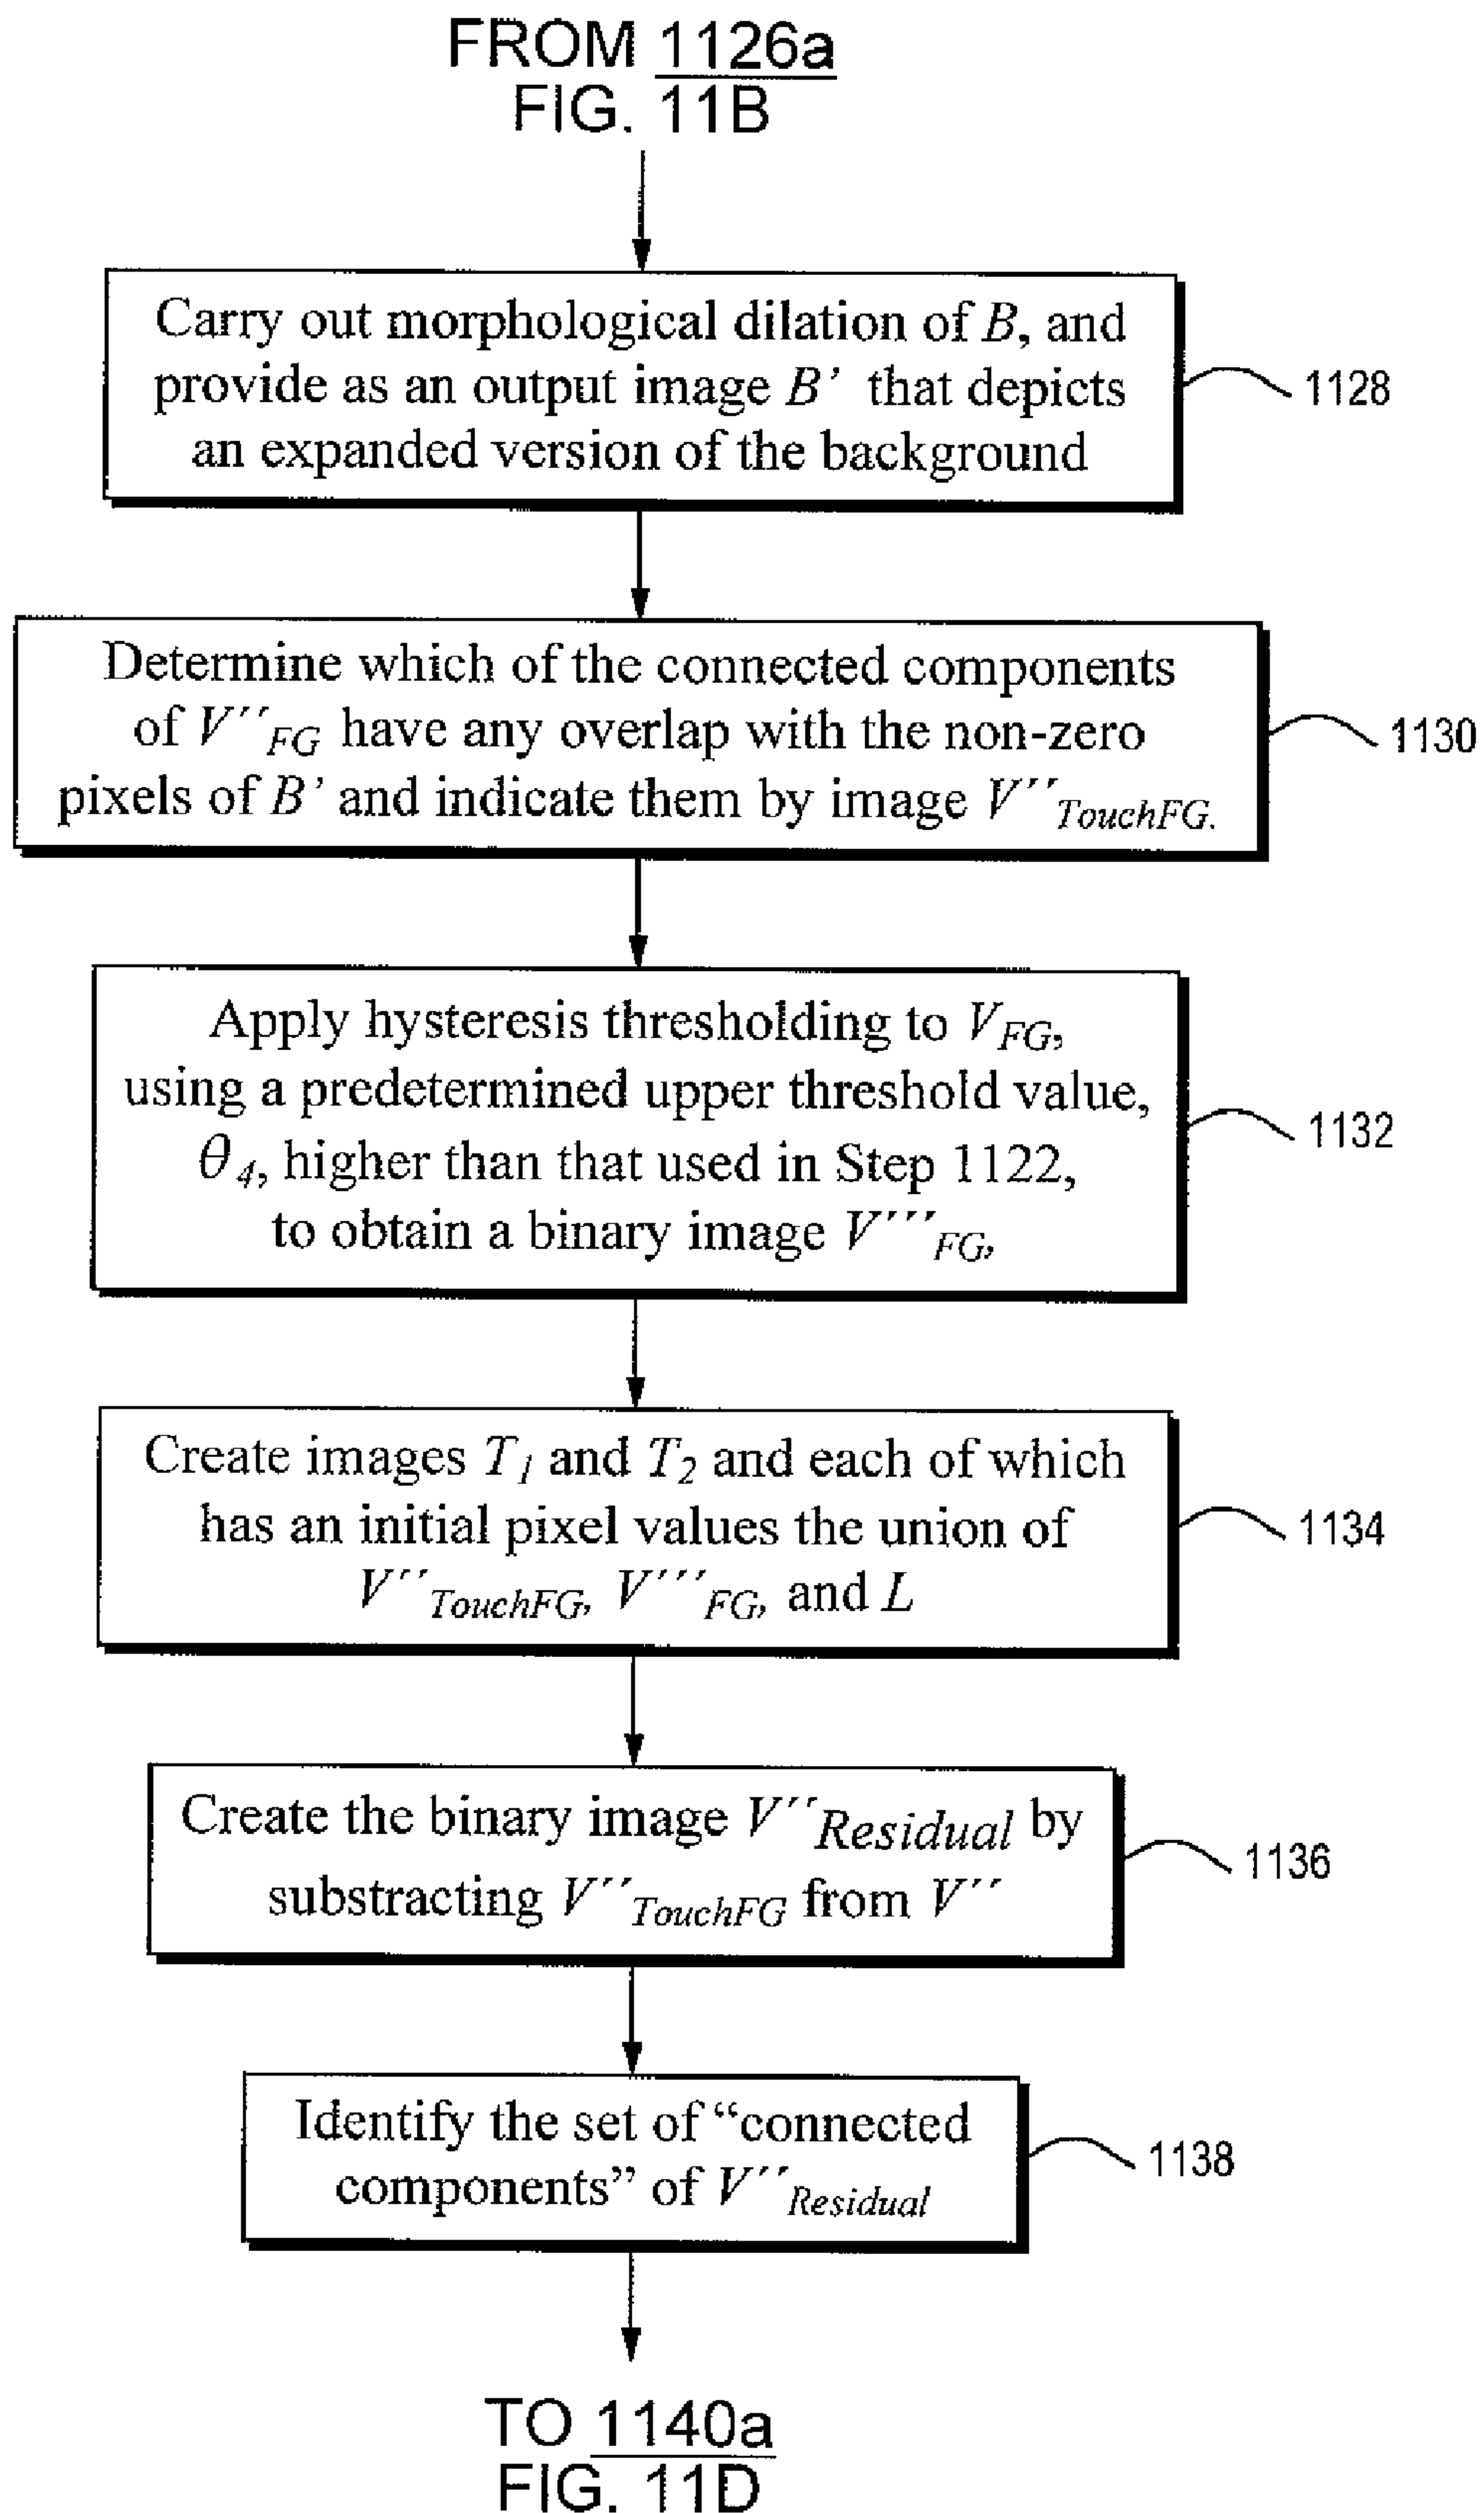 FROM 1126a
FIG. 11B
Carry out morphological dilation of B, and
provide as an output image B’ that depicts
an expanded version of the background
1128
Determine which of the connected components
of V´´FG have any overlap with the non-zero
pixels of B’ and indicate them by image V´´TouchFG.
1130
Apply hysteresis thresholding to VFG,
using a predetermined upper threshold value,
θ4, higher than that used in Step 1122,
to obtain a binary image V´´´FG,
1132
Create images T1 and T2 and each of which
has an initial pixel values the union of
V´´TouchFG, V´´´FG, and L
1134
Create the binary image V´´Residual by
substracting V´´TouchFG from V´´
1136
Identify the set of “connected
components” of V´´Residual
1138
TO 1140a
FIG. 11D